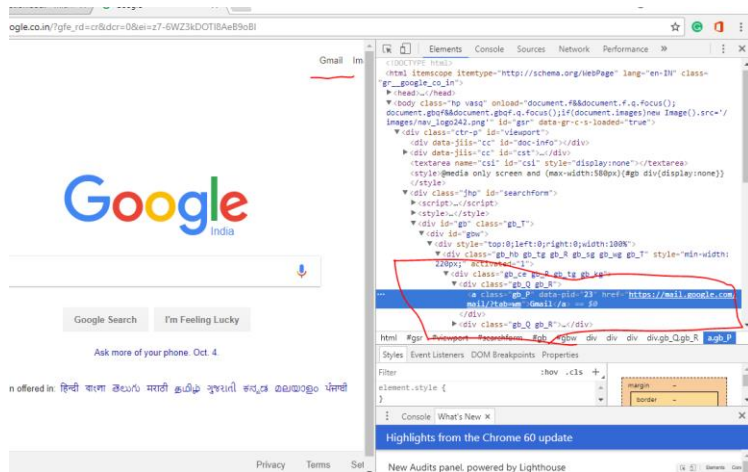 ogle.co.in/?gfe_rd=cr&dcr=0&ei=z7-6WZ3kDOTI8AeB9oBI
Gmail Im
Google
India
Google Search I'm Feeling Lucky
Ask more of your phone. Oct. 4.
n offered in: हिन्दी বাংলা తెలుగు मराठी தமிழ் ગુજરાતી ಕನ್ನಡ മലയാളം ਪੰਜਾਬੀ
Privacy Terms Set
Elements Console Sources Network Performance »
<!DOCTYPE html>
<html itemscope itemtype="http://schema.org/WebPage" lang="en-IN" class=
"gr__google_co_in">
▶<head>…</head>
▼<body class="hp vasq" onload="document.f&&document.f.q.focus();
document.gbqf&&document.gbqf.q.focus();if(document.images)new Image().src='/
images/nav_logo242.png'" id="gsr" data-gr-c-s-loaded="true">
▼<div class="ctr-p" id="viewport">
<div data-jiis="cc" id="doc-info"></div>
▶<div data-jiis="cc" id="cst">…</div>
<textarea name="csi" id="csi" style="display:none"></textarea>
<style>@media only screen and (max-width:580px){#gb div{display:none}}
</style>
▼<div class="jhp" id="searchform">
▶<script>…</script>
▶<style>…</style>
▼<div id="gb" class="gb_T">
▼<div id="gbw">
▼<div style="top:0;left:0;right:0;width:100%">
▼<div class="gb_hb gb_tg gb_R gb_sg gb_wg gb_T" style="min-width:
220px;" activated="1">
▼<div class="gb_ce gb_R gb_tg gb_kg">
▼<div class="gb_Q gb_R">
<a class="gb_P" data-pid="23" href="https://mail.google.com/
mail/?tab=wm">Gmail</a> == $0
</div>
▶<div class="gb_Q gb_R">…</div>
html #gsr #viewport #searchform #gb #gbw div div div div.gb_Q.gb_R a.gb_P
Styles Event Listeners DOM Breakpoints Properties
Filter :hov .cls +
element.style {
}
margin -
border -
Console What's New ×
Highlights from the Chrome 60 update
New Audits panel, powered by Lighthouse